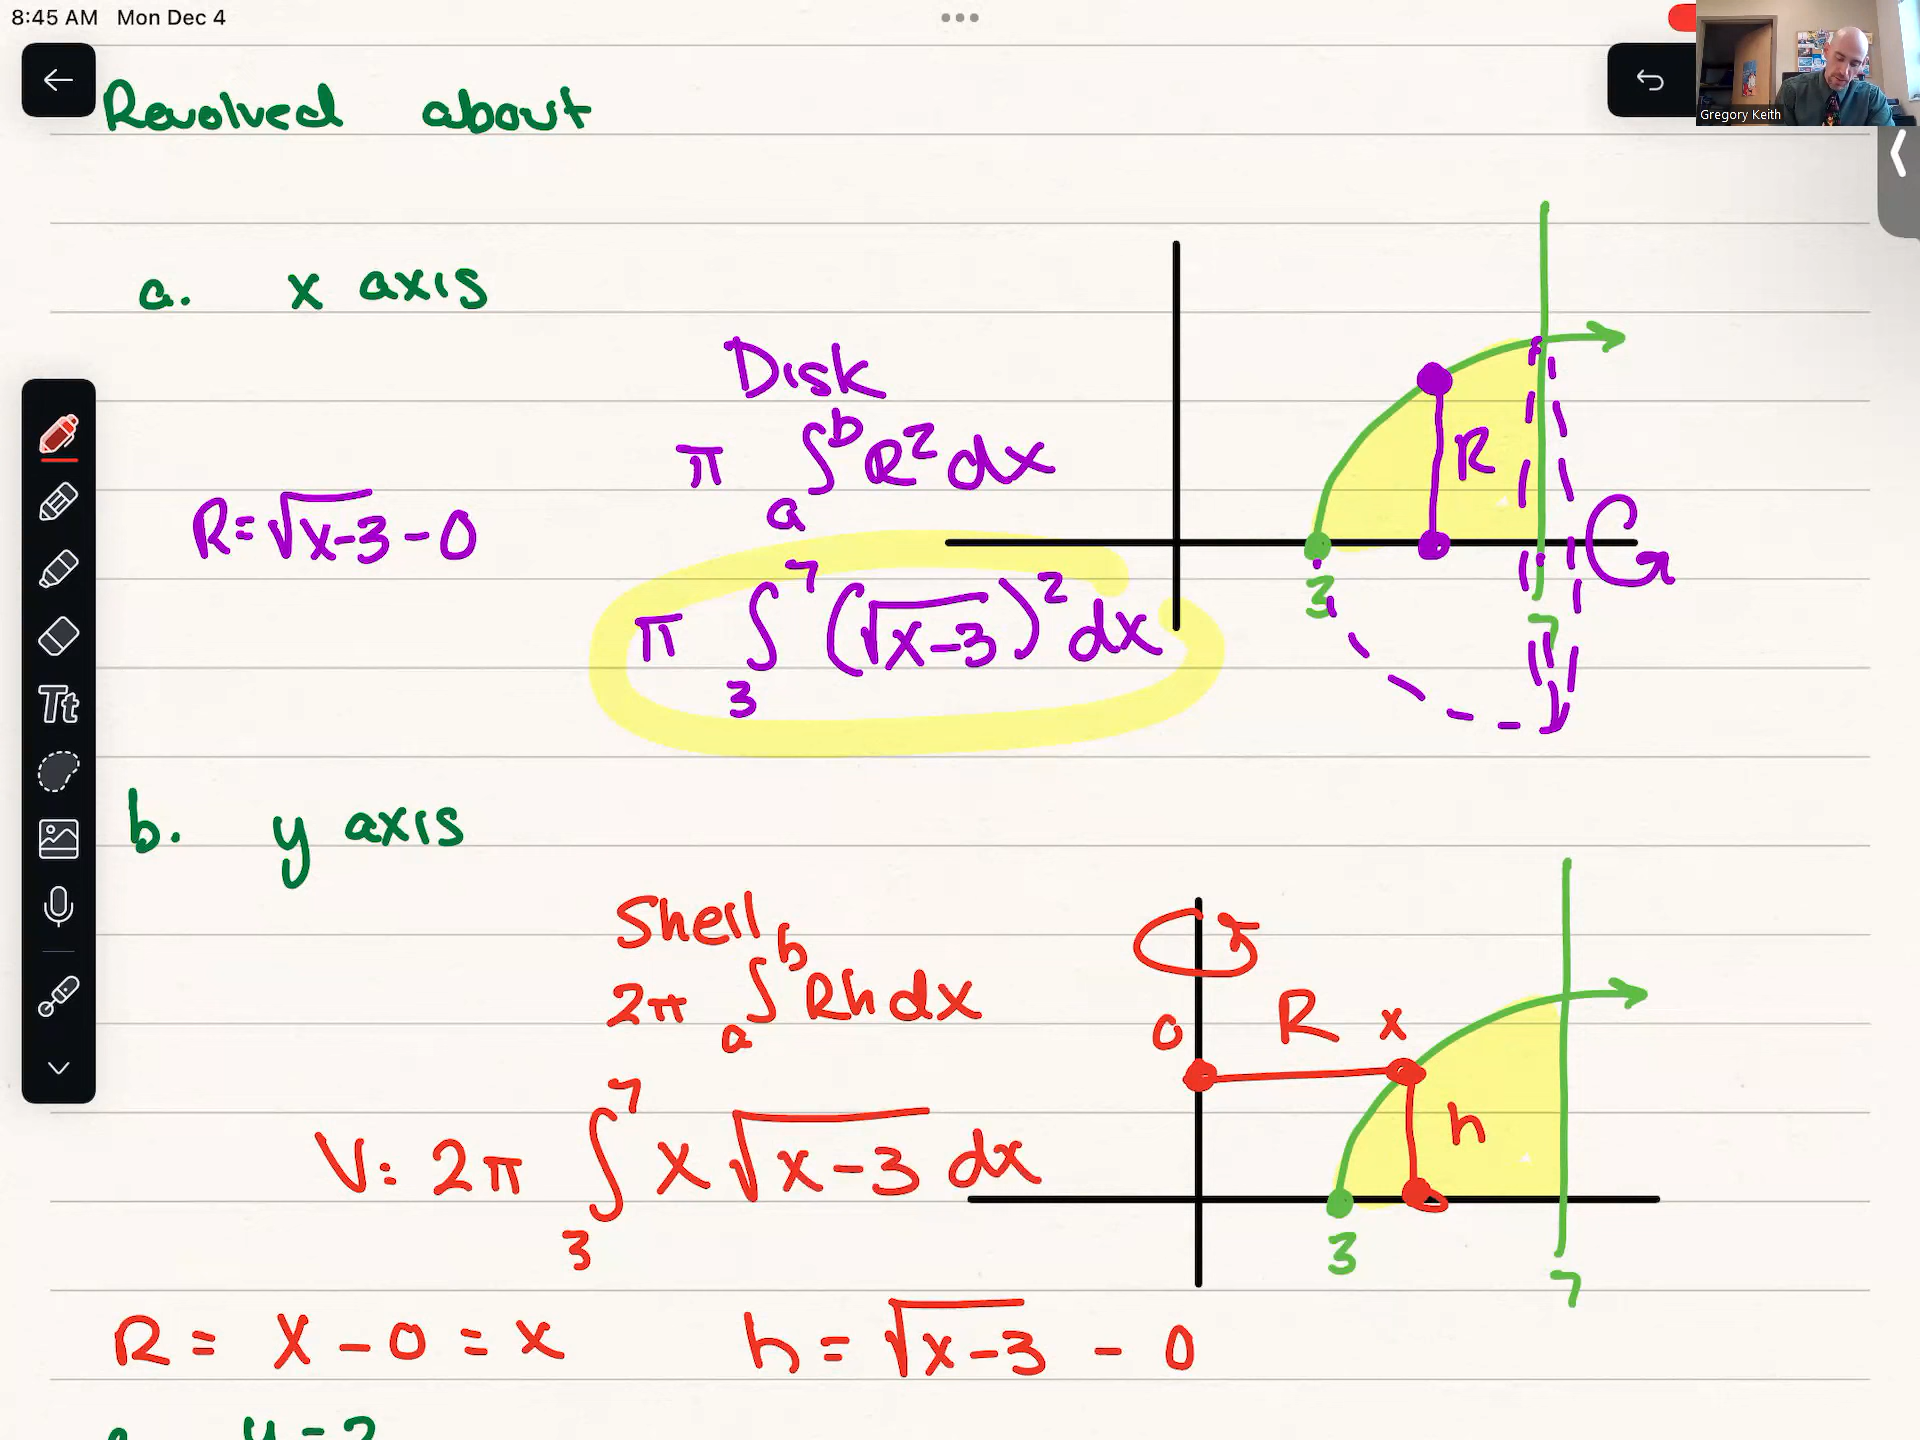 8:45 AM Mon Dec 4
Gregory Keith
Revolved about
a. x axis
Disk
π ∫ₐᵇ R² dx
R = √(x-3) - 0
π ∫₃⁷ (√(x-3))² dx
R
3
7
b. y axis
Shell
2π ∫ₐᵇ Rh dx
V: 2π ∫₃⁷ x √(x-3) dx
0 R x
h
3
7
R = x - 0 = x h = √(x-3) - 0
Tt